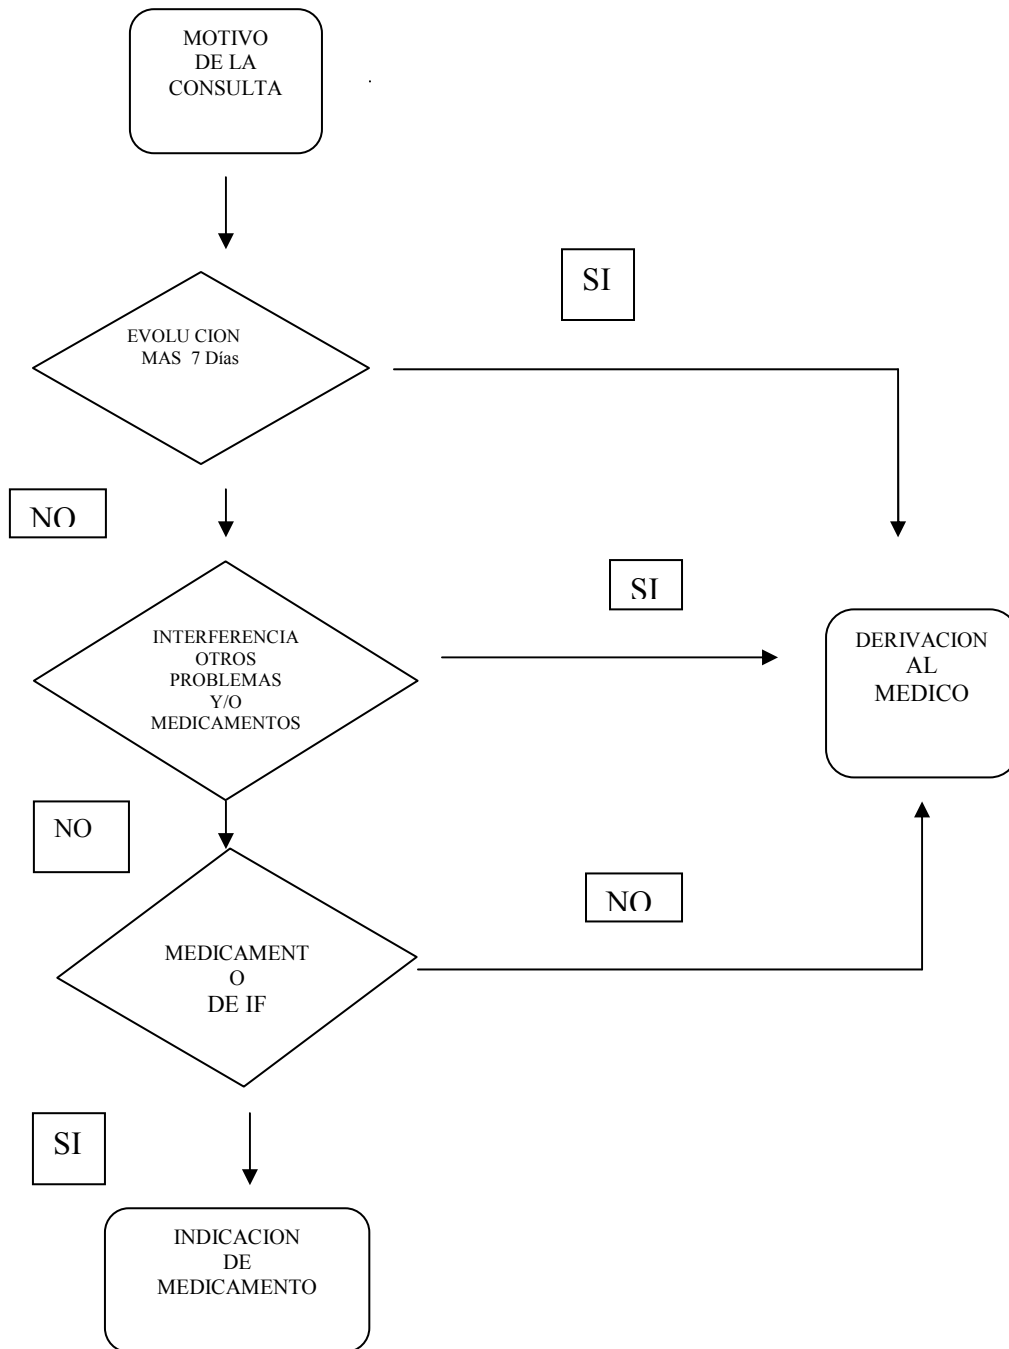 MOTIVO
DE LA
CONSULTA
.
SI
EVOLU CION
MAS 7 Días
NO
SI
INTERFERENCIA
OTROS
PROBLEMAS
Y/O
MEDICAMENTOS
DERIVACION
AL
MEDICO
NO
NO
MEDICAMENT
O
DE IF
SI
INDICACION
DE
MEDICAMENTO